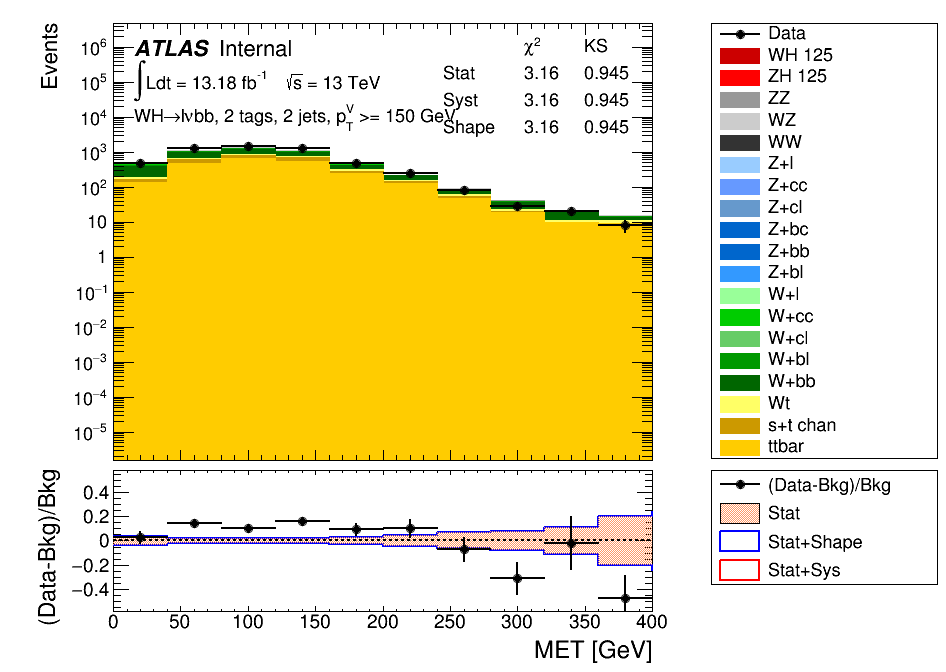 Events
10⁶
10⁵
10⁴
10³
10²
10
1
10⁻¹
10⁻²
10⁻³
10⁻⁴
10⁻⁵
ATLAS Internal
∫Ldt = 13.18 fb⁻¹ √s = 13 TeV
WH→lνbb, 2 tags, 2 jets, p_T^V >= 150 GeV
χ² KS
Stat 3.16 0.945
Syst 3.16 0.945
Shape 3.16 0.945
Data
WH 125
ZH 125
ZZ
WZ
WW
Z+l
Z+cc
Z+cl
Z+bc
Z+bb
Z+bl
W+l
W+cc
W+cl
W+bl
W+bb
Wt
s+t chan
ttbar
(Data-Bkg)/Bkg
0.4
0.2
0
−0.2
−0.4
0 50 100 150 200 250 300 350 400
MET [GeV]
(Data-Bkg)/Bkg
Stat
Stat+Shape
Stat+Sys